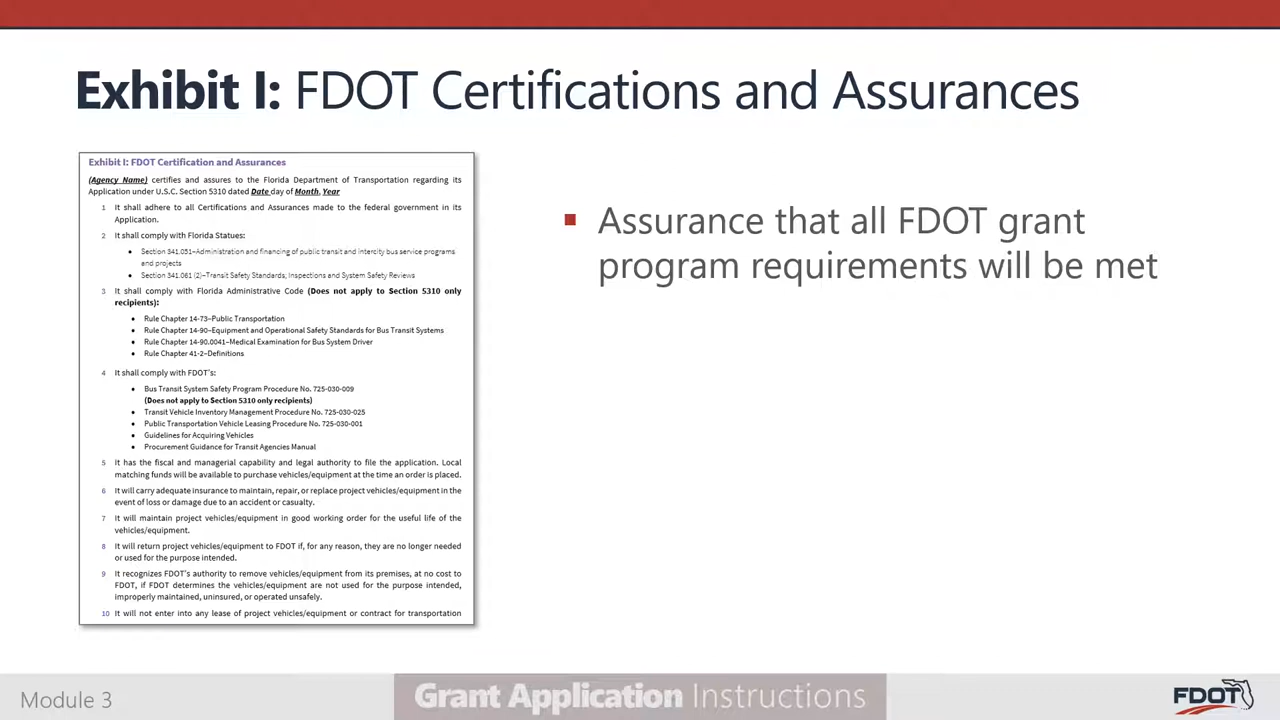 Exhibit I: FDOT Certifications and Assurances
Exhibit I: FDOT Certification and Assurances
(Agency Name) certifies and assures to the Florida Department of Transportation regarding its
Application under U.S.C. Section 5310 dated Date day of Month, Year
1 It shall adhere to all Certifications and Assurances made to the federal government in its
Application.
2 It shall comply with Florida Statues:
• Section 341.051–Administration and financing of public transit and intercity bus service programs
and projects
• Section 341.061 (2)–Transit Safety Standards; Inspections and System Safety Reviews
3 It shall comply with Florida Administrative Code (Does not apply to Section 5310 only
recipients):
• Rule Chapter 14-73–Public Transportation
• Rule Chapter 14-90–Equipment and Operational Safety Standards for Bus Transit Systems
• Rule Chapter 14-90.0041–Medical Examination for Bus System Driver
• Rule Chapter 41-2–Definitions
4 It shall comply with FDOT's:
• Bus Transit System Safety Program Procedure No. 725-030-009
(Does not apply to Section 5310 only recipients)
• Transit Vehicle Inventory Management Procedure No. 725-030-025
• Public Transportation Vehicle Leasing Procedure No. 725-030-001
• Guidelines for Acquiring Vehicles
• Procurement Guidance for Transit Agencies Manual
5 It has the fiscal and managerial capability and legal authority to file the application. Local
matching funds will be available to purchase vehicles/equipment at the time an order is placed.
6 It will carry adequate insurance to maintain, repair, or replace project vehicles/equipment in the
event of loss or damage due to an accident or casualty.
7 It will maintain project vehicles/equipment in good working order for the useful life of the
vehicles/equipment.
8 It will return project vehicles/equipment to FDOT if, for any reason, they are no longer needed
or used for the purpose intended.
9 It recognizes FDOT's authority to remove vehicles/equipment from its premises, at no cost to
FDOT, if FDOT determines the vehicles/equipment are not used for the purpose intended,
improperly maintained, uninsured, or operated unsafely.
10 It will not enter into any lease of project vehicles/equipment or contract for transportation
Assurance that all FDOT grant
program requirements will be met
Module 3
Grant Application Instructions
FDOT